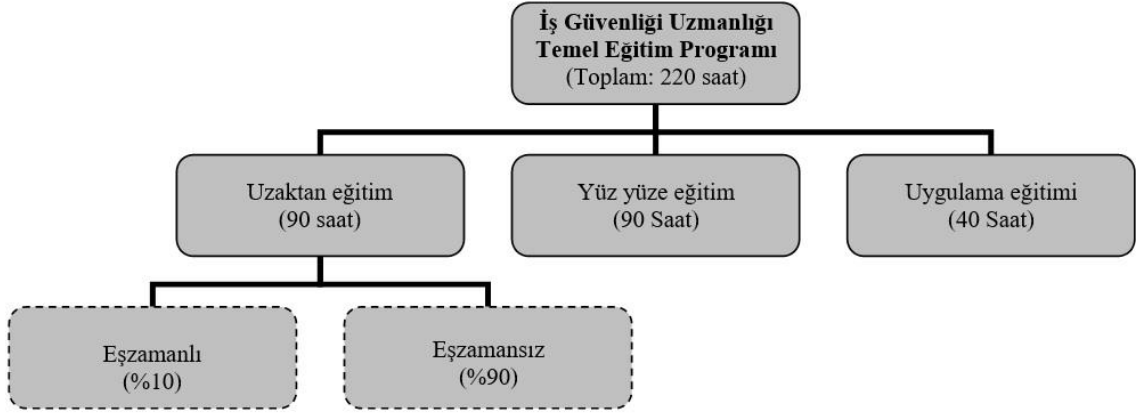 İş Güvenliği Uzmanlığı
Temel Eğitim Programı
(Toplam: 220 saat)
Uzaktan eğitim
(90 saat)
Yüz yüze eğitim
(90 Saat)
Uygulama eğitimi
(40 Saat)
Eşzamanlı
(%10)
Eşzamansız
(%90)